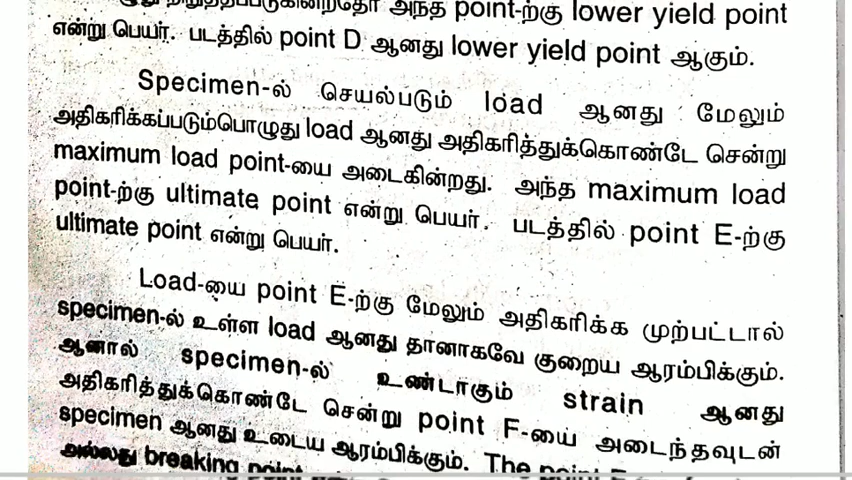 நிறுத்தப்படுகின்றதோ அந்த point-ற்கு lower yield point
என்று பெயர். படத்தில் point D ஆனது lower yield point ஆகும்.
Specimen-ல் செயல்படும் load ஆனது மேலும்
அதிகரிக்கப்படும்பொழுது load ஆனது அதிகரித்துக்கொண்டே சென்று
maximum load point-யை அடைகின்றது. அந்த maximum load
point-ற்கு ultimate point என்று பெயர். படத்தில் point E-ற்கு
ultimate point என்று பெயர்.
Load-யை point E-ற்கு மேலும் அதிகரிக்க முற்பட்டால்
specimen-ல் உள்ள load ஆனது தானாகவே குறைய ஆரம்பிக்கும்.
ஆனால் specimen-ல் உண்டாகும் strain ஆனது
அதிகரித்துக்கொண்டே சென்று point F-யை அடைந்தவுடன்
specimen ஆனது உடைய ஆரம்பிக்கும். The point
அல்லது breaking point